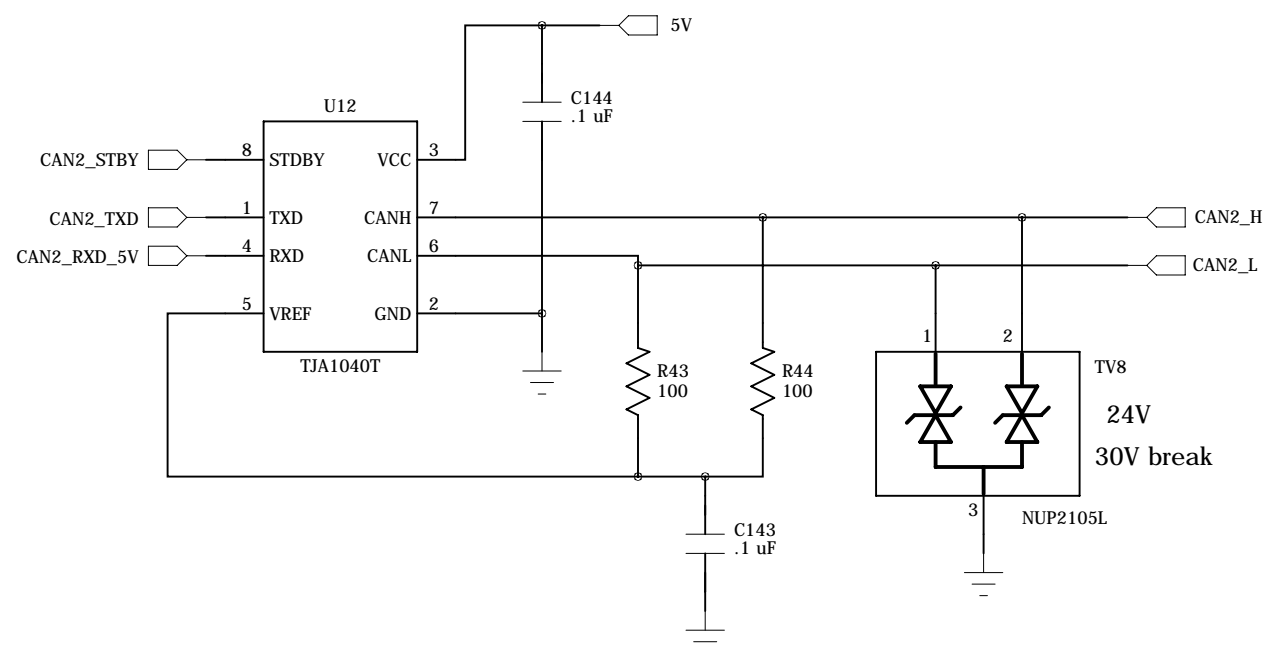 5V
C144
.1 uF
U12
CAN2_STBY 8 STDBY VCC 3
CAN2_TXD 1 TXD CANH 7 CAN2_H
CAN2_RXD_5V 4 RXD CANL 6 CAN2_L
5 VREF GND 2
TJA1040T
R43
100
R44
100
1 2
TV8
24V
30V break
3
NUP2105L
C143
.1 uF